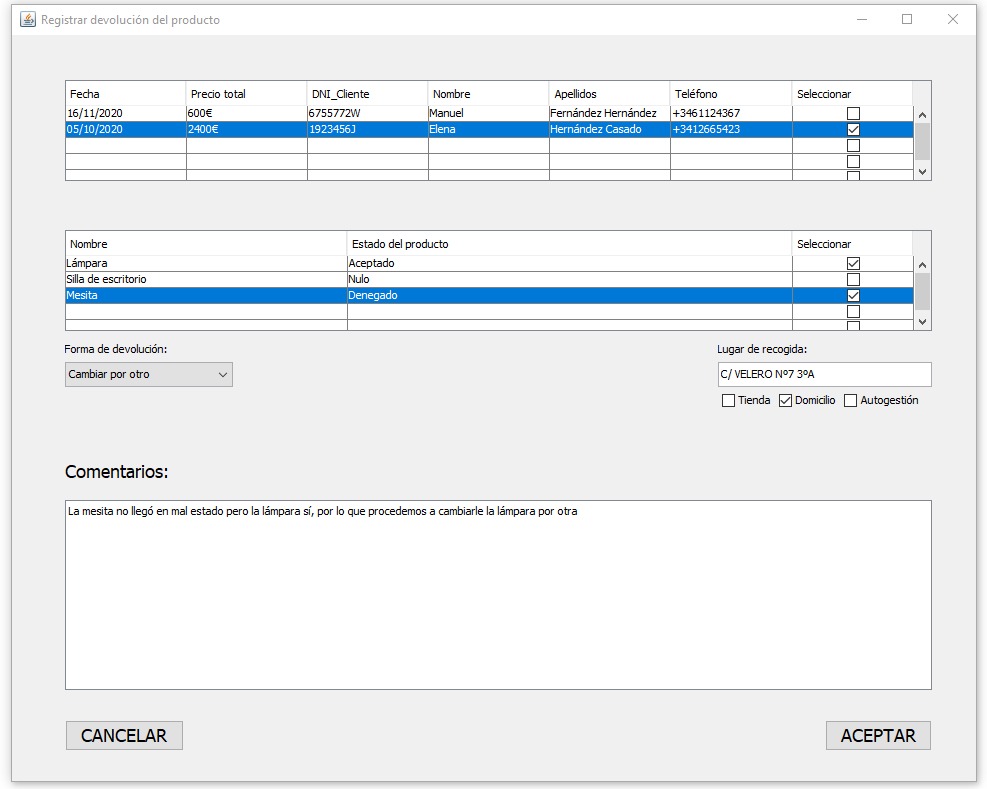 Registrar devolución del producto
Fecha Precio total DNI_Cliente Nombre Apellidos Teléfono Seleccionar
16/11/2020 600€ 6755772W Manuel Fernández Hernández +3461124367
05/10/2020 2400€ 1923456J Elena Hernández Casado +3412665423
Nombre Estado del producto Seleccionar
Lámpara Aceptado
Silla de escritorio Nulo
Mesita Denegado
Forma de devolución: Lugar de recogida:
Cambiar por otro C/ VELERO Nº7 3ºA
Tienda Domicilio Autogestión
Comentarios:
La mesita no llegó en mal estado pero la lámpara sí, por lo que procedemos a cambiarle la lámpara por otra
CANCELAR ACEPTAR